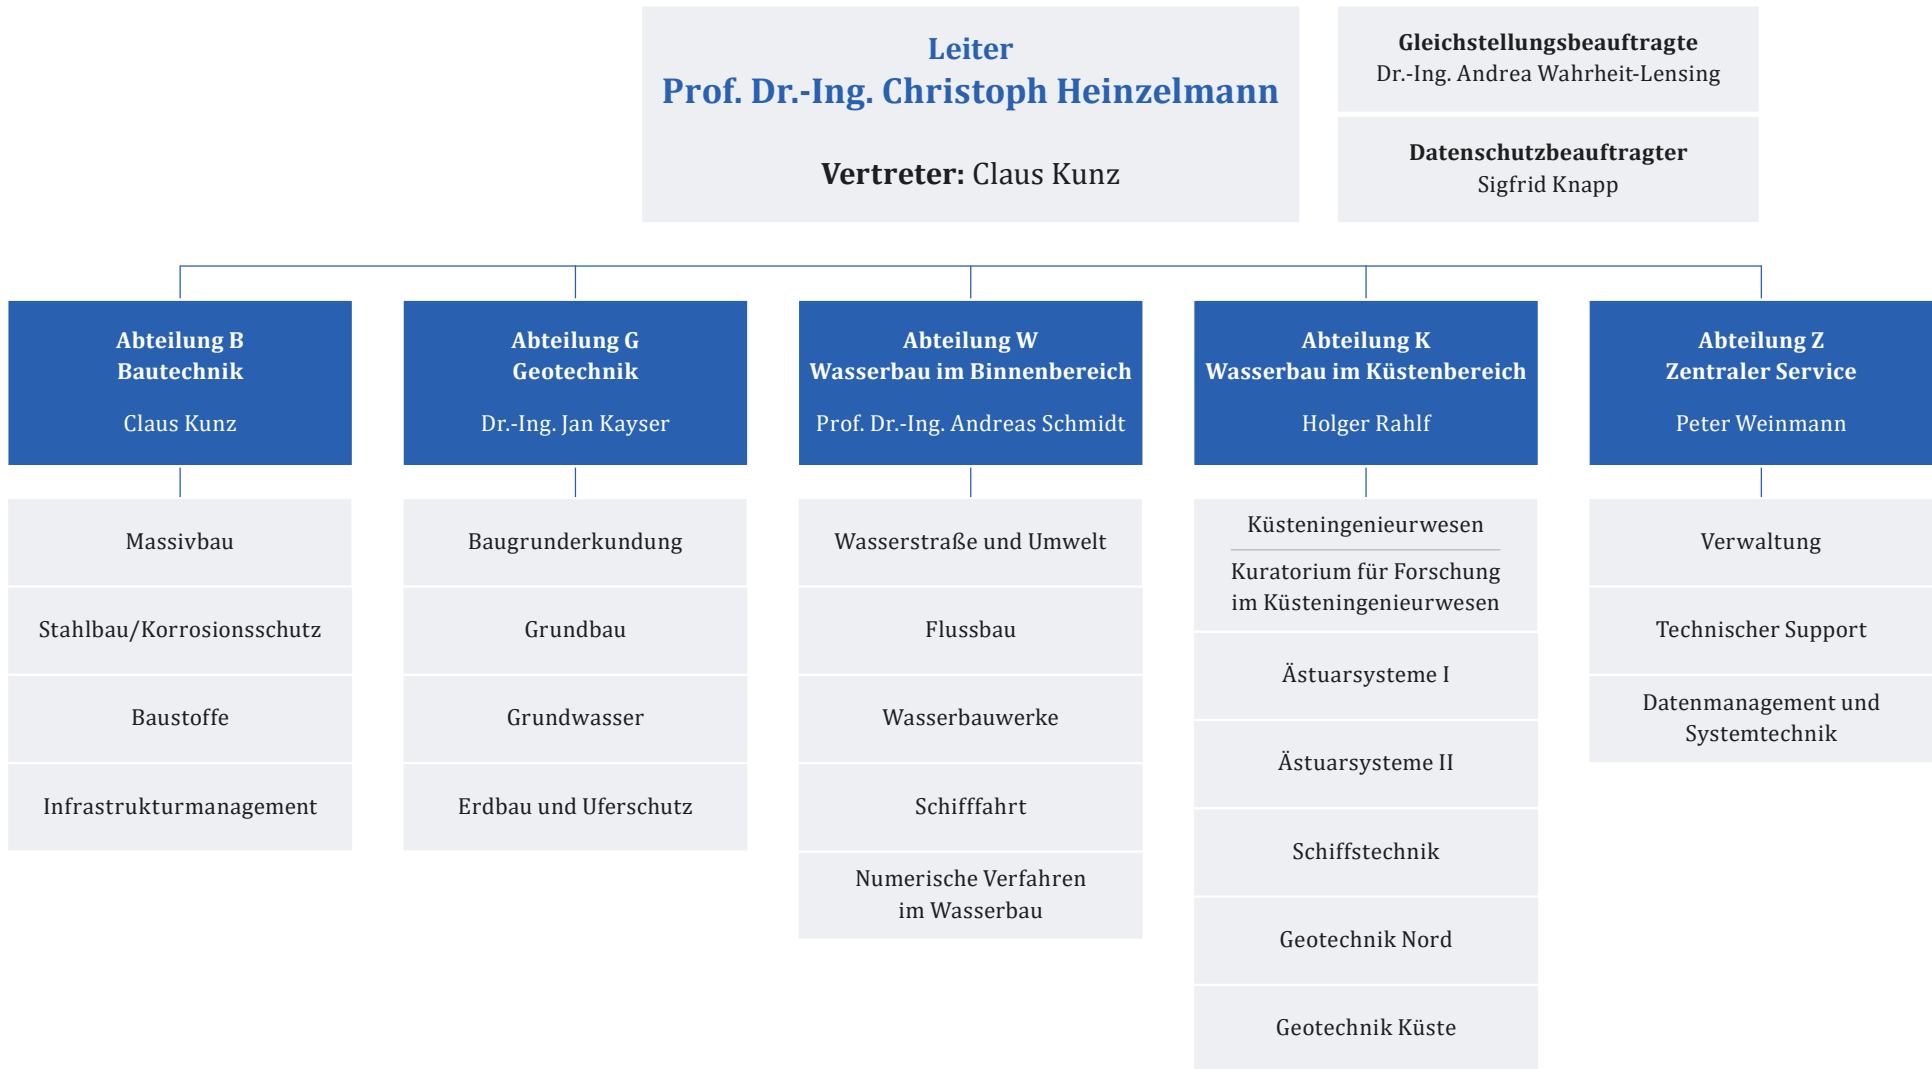 Leiter
Prof. Dr.-Ing. Christoph Heinzelmann
Vertreter: Claus Kunz
Gleichstellungsbeauftragte
Dr.-Ing. Andrea Wahrheit-Lensing
Datenschutzbeauftragter
Sigfrid Knapp
Abteilung B
Bautechnik
Claus Kunz
Massivbau
Stahlbau/Korrosionsschutz
Baustoffe
Infrastrukturmanagement
Abteilung G
Geotechnik
Dr.-Ing. Jan Kayser
Baugrunderkundung
Grundbau
Grundwasser
Erdbau und Uferschutz
Abteilung W
Wasserbau im Binnenbereich
Prof. Dr.-Ing. Andreas Schmidt
Wasserstraße und Umwelt
Flussbau
Wasserbauwerke
Schifffahrt
Numerische Verfahren
im Wasserbau
Abteilung K
Wasserbau im Küstenbereich
Holger Rahlf
Küsteningenieurwesen
Kuratorium für Forschung
im Küsteningenieurwesen
Ästuarsysteme I
Ästuarsysteme II
Schiffstechnik
Geotechnik Nord
Geotechnik Küste
Abteilung Z
Zentraler Service
Peter Weinmann
Verwaltung
Technischer Support
Datenmanagement und
Systemtechnik